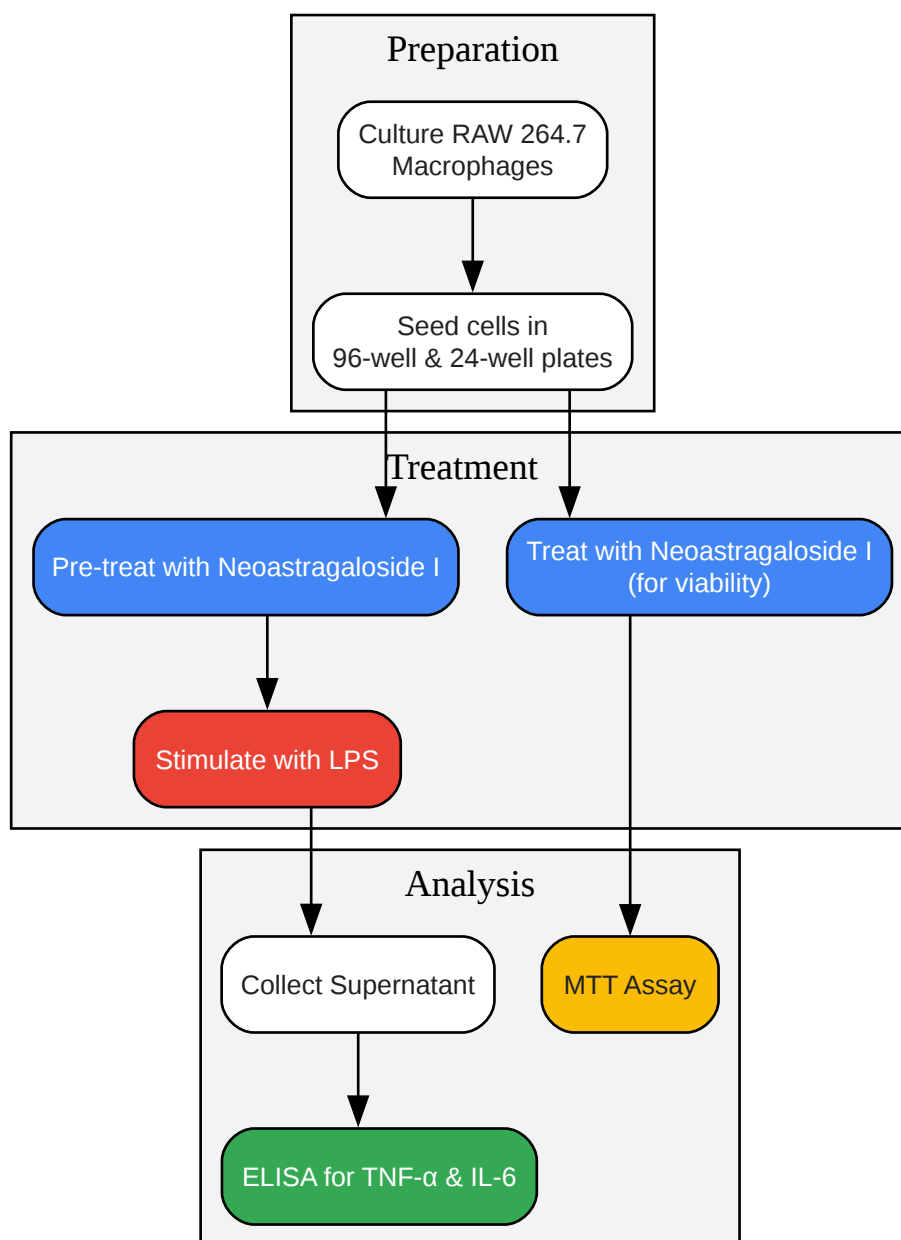 Preparation
Culture RAW 264.7
Macrophages
Seed cells in
96-well & 24-well plates
Treatment
Pre-treat with Neoastragaloside I
Treat with Neoastragaloside I
(for viability)
Stimulate with LPS
Analysis
Collect Supernatant
MTT Assay
ELISA for TNF-α & IL-6